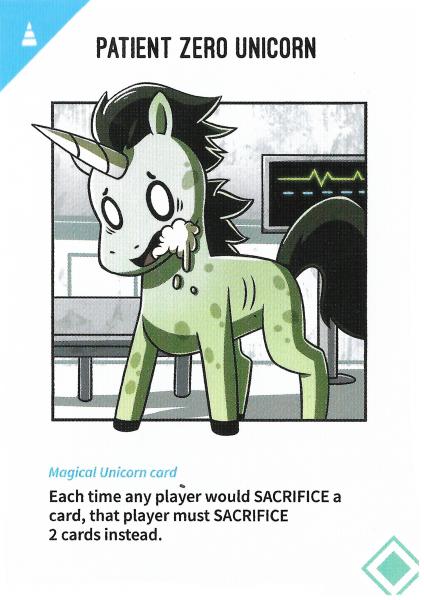 PATIENT ZERO UNICORN
Magical Unicorn card
Each time any player would SACRIFICE a
card, that player must SACRIFICE
2 cards instead.